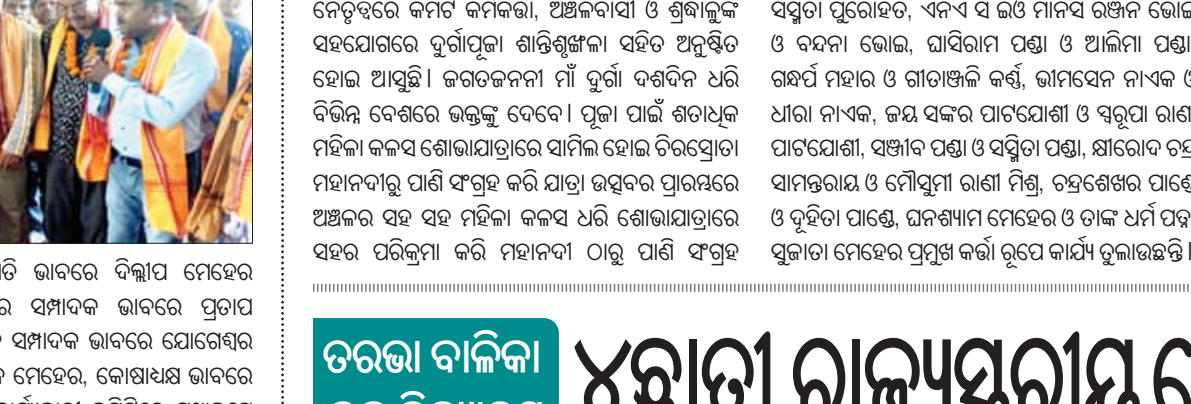 ନେତୃତ୍ୱରେ କମିଟି କର୍ମକର୍ତ୍ତା, ଅଞ୍ଚଳବାସୀ ଓ ଶ୍ରଦ୍ଧାଳୁଙ୍କ
ସହଯୋଗରେ ଦୁର୍ଗାପୂଜା ଶାନ୍ତିଶୃଙ୍ଖଳା ସହିତ ଅନୁଷ୍ଠିତ
ହୋଇ ଆସୁଛି। ଜଗତଜନନୀ ମାଁ ଦୁର୍ଗା ଦଶଦିନ ଧରି
ବିଭିନ୍ନ ବେଶରେ ଭକ୍ତଙ୍କୁ ଦେବେ। ପୂଜା ପାଇଁ ଶତାଧିକ
ମହିଳା କଳସ ଶୋଭାଯାତ୍ରାରେ ସାମିଲ ହୋଇ ଚିରସ୍ରୋତା
ମହାନଦୀରୁ ପାଣି ସଂଗ୍ରହ କରି ଯାତ୍ରା ଉତ୍ସବର ପ୍ରାରମ୍ଭରେ
ଅଞ୍ଚଳର ସହ ସହ ମହିଳା କଳସ ଧରି ଶୋଭାଯାତ୍ରାରେ
ସହର ପରିକ୍ରମା କରି ମହାନଦୀ ଠାରୁ ପାଣି ସଂଗ୍ରହ
ସସ୍ମିତା ପୁରୋହିତ, ଏନଏ ସି ଇଓ ମାନସ ରଞ୍ଜନ ଭୋଇ
ଓ ବନ୍ଦନା ଭୋଇ, ଘାସିରାମ ପଣ୍ଡା ଓ ଆଲିମା ପଣ୍ଡା
ଗନ୍ଧର୍ପ ମହାର ଓ ଗୀତାଞ୍ଜଳି କର୍ଣ୍ଣ, ଭୀମସେନ ନାଏକ ଓ
ଧୀରା ନାଏକ, ଜୟ ସଙ୍କର ପାଟଯୋଶୀ ଓ ସ୍ୱରୂପା ରାଣୀ
ପାଟଯୋଶୀ, ସଞ୍ଜୀବ ପଣ୍ଡା ଓ ସସ୍ମିତା ପଣ୍ଡା, କ୍ଷୀରୋଦ ଚନ୍ଦ୍ର
ସାମନ୍ତରାୟ ଓ ମୌସୁମୀ ରାଣୀ ମିଶ୍ର, ଚନ୍ଦ୍ରଶେଖର ପାଣ୍ଡେ
ଓ ଦୂହିତା ପାଣ୍ଡେ, ଘନଶ୍ୟାମ ମେହେର ଓ ତାଙ୍କ ଧର୍ମ ପତ୍ନୀ
ସୁଜାତା ମେହେର ପ୍ରମୁଖ କର୍ତ୍ତା ରୂପେ କାର୍ଯ୍ୟ ତୁଲାଉଛନ୍ତି।
ଭାବରେ ଦିଲ୍ଲୀପ ମେହେର
ସମ୍ପାଦକ ଭାବରେ ପ୍ରତାପ
ସମ୍ପାଦକ ଭାବରେ ଯୋଗେଶ୍ୱର
ମେହେର, କୋଷାଧ୍ୟକ୍ଷ ଭାବରେ
ତରଭା ବାଳିକା
୪ଛାତ୍ରୀ ରାଜ୍ୟସ୍ତରୀୟ